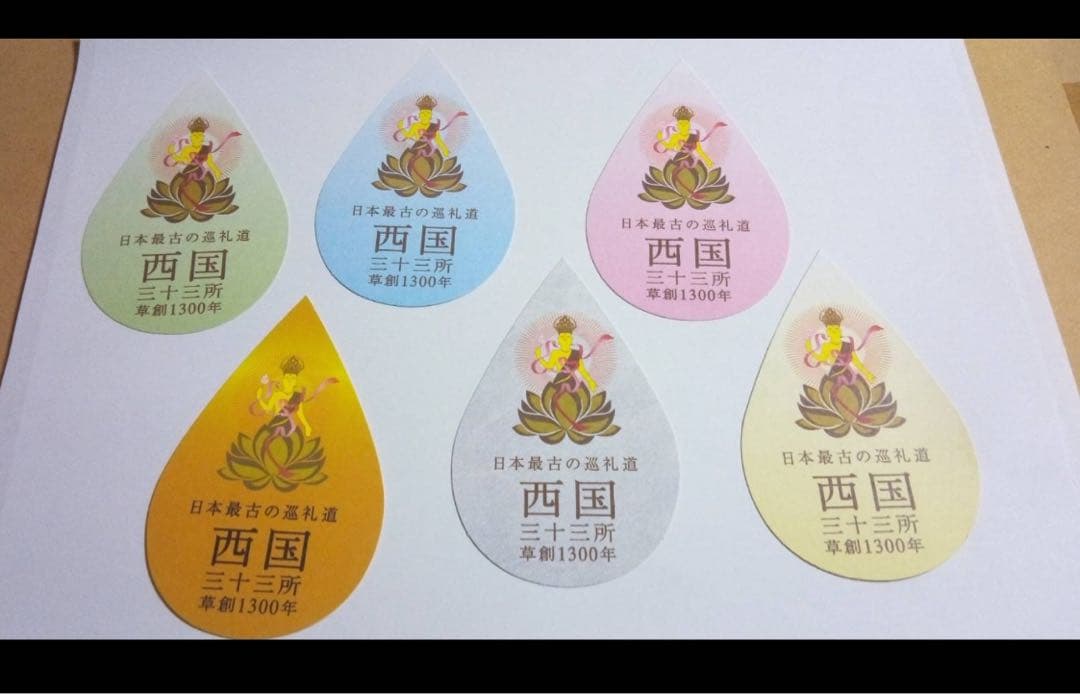 日本最古の巡礼道
西国
三十三所
草創1300年
日本最古の巡礼道
西国
三十三所
草創1300年
日本最古の巡礼道
西国
三十三所
草創1300年
日本最古の巡礼道
西国
三十三所
草創1300年
日本最古の巡礼道
西国
三十三所
草創1300年
日本最古の巡礼道
西国
三十三所
草創1300年